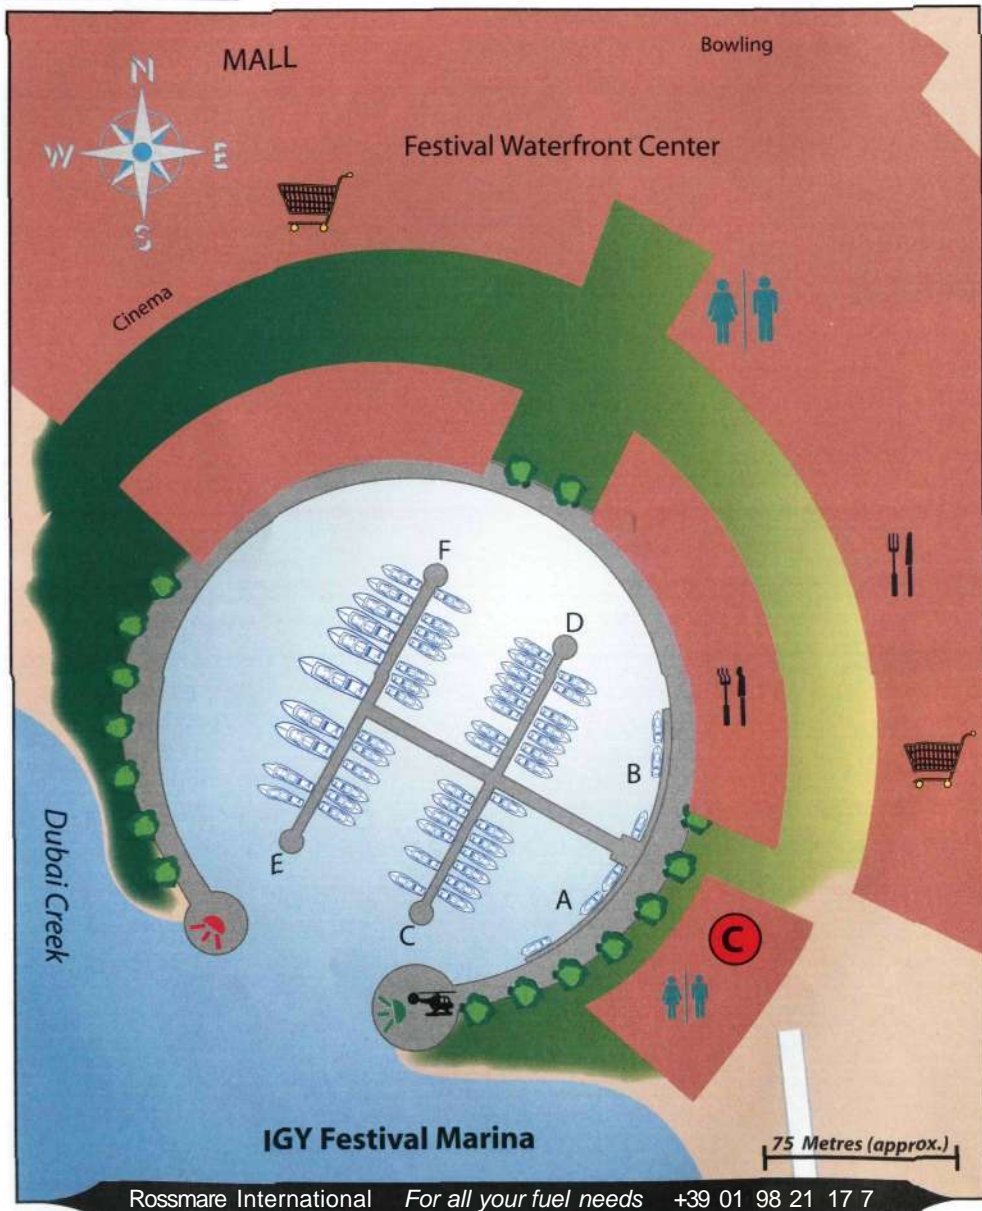 MALL
Bowling
N
W E
S
Festival Waterfront Center
Cinema
F
D
B
E
A
C
C
Dubai Creek
IGY Festival Marina
75 Metres (approx.)
Rossmare International For all your fuel needs +39 01 98 21 17 7